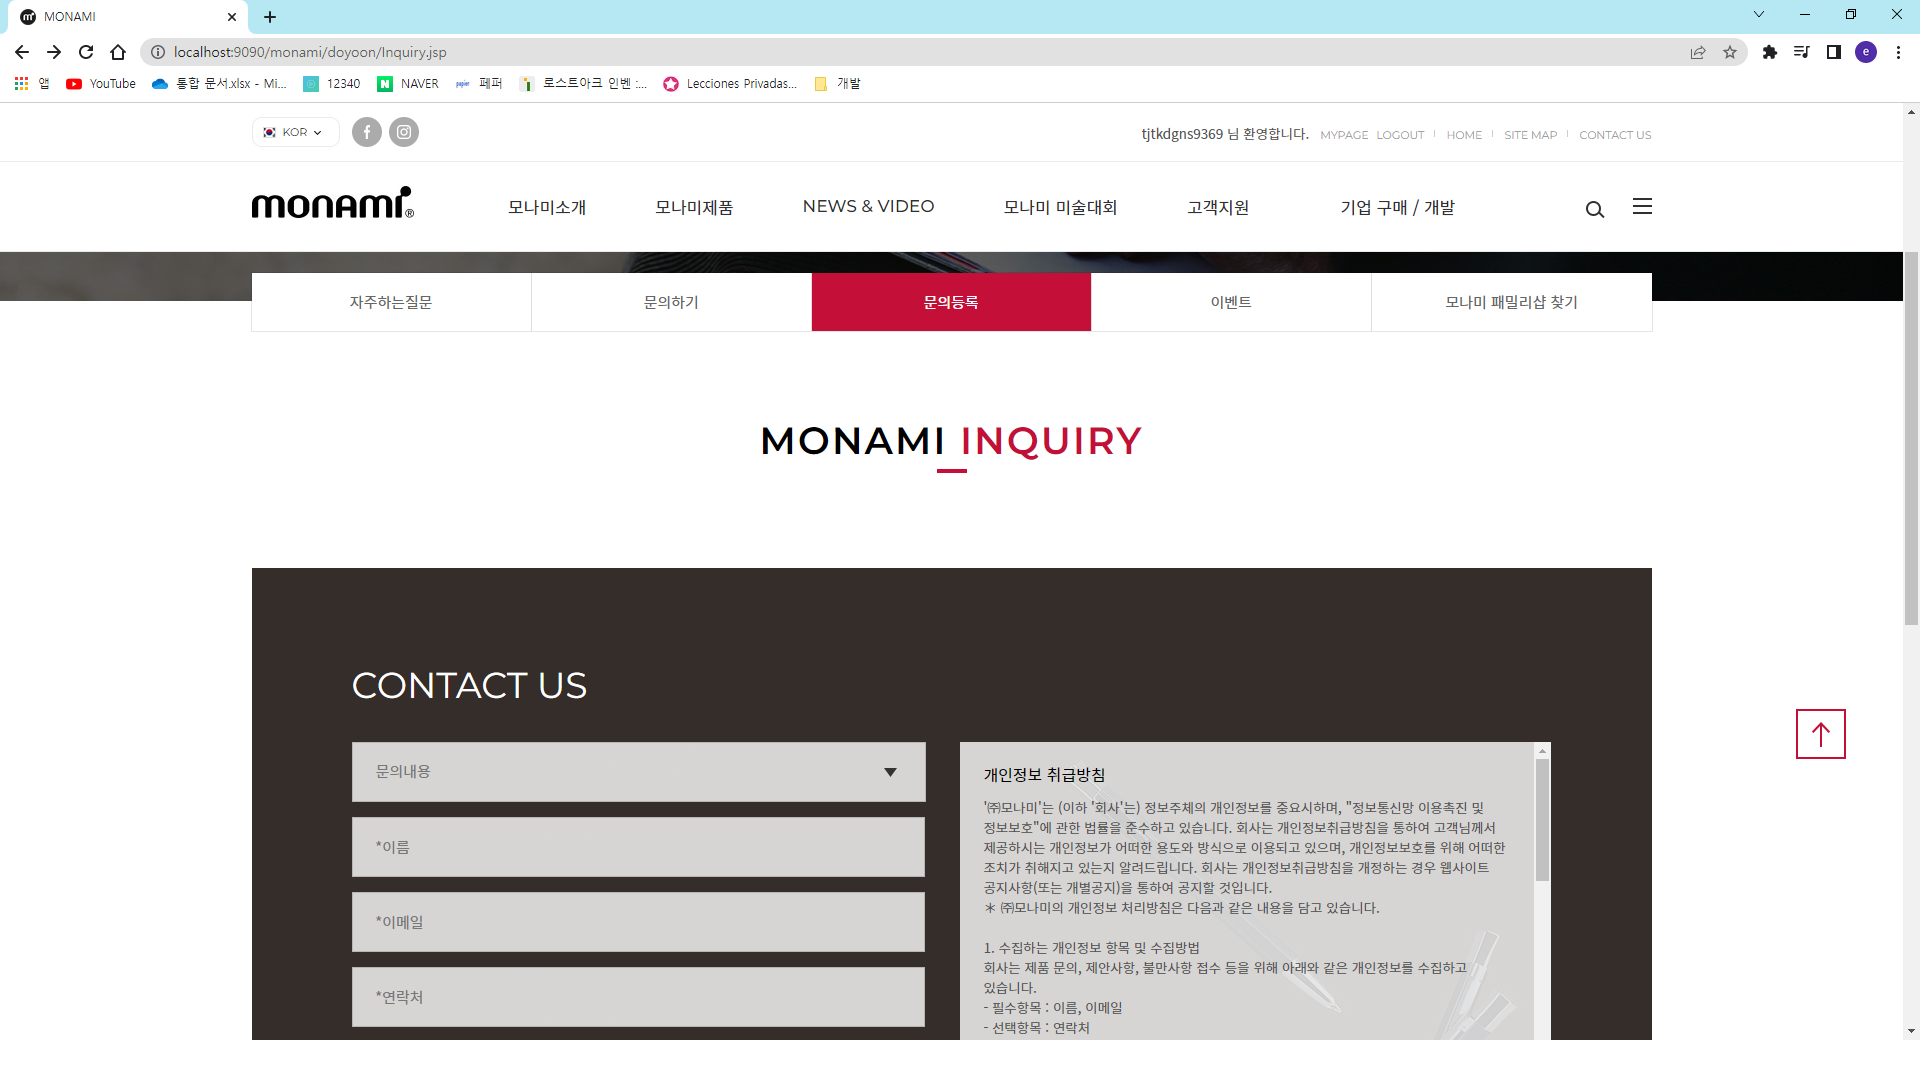 MONAMI
localhost:9090/monami/doyoon/Inquiry.jsp
e
앱 YouTube 통합 문서.xlsx - Mi... 12340 NAVER papier 페퍼 로스트아크 인벤 :... Lecciones Privadas... 개발
KOR
tjtkdgns9369 님 환영합니다. MYPAGE LOGOUT HOME SITE MAP CONTACT US
monami®
모나미소개 모나미제품 NEWS & VIDEO 모나미 미술대회 고객지원 기업 구매 / 개발
자주하는질문 문의하기 문의등록 이벤트 모나미 패밀리샵 찾기
MONAMI INQUIRY
CONTACT US
문의내용
*이름
*이메일
*연락처
개인정보 취급방침
'㈜모나미'는 (이하 '회사'는) 정보주체의 개인정보를 중요시하며, "정보통신망 이용촉진 및
정보보호"에 관한 법률을 준수하고 있습니다. 회사는 개인정보취급방침을 통하여 고객님께서
제공하시는 개인정보가 어떠한 용도와 방식으로 이용되고 있으며, 개인정보보호를 위해 어떠한
조치가 취해지고 있는지 알려드립니다. 회사는 개인정보취급방침을 개정하는 경우 웹사이트
공지사항(또는 개별공지)을 통하여 공지할 것입니다.
＊ ㈜모나미의 개인정보 처리방침은 다음과 같은 내용을 담고 있습니다.
1. 수집하는 개인정보 항목 및 수집방법
회사는 제품 문의, 제안사항, 불만사항 접수 등을 위해 아래와 같은 개인정보를 수집하고
있습니다.
- 필수항목 : 이름, 이메일
- 선택항목 : 연락처